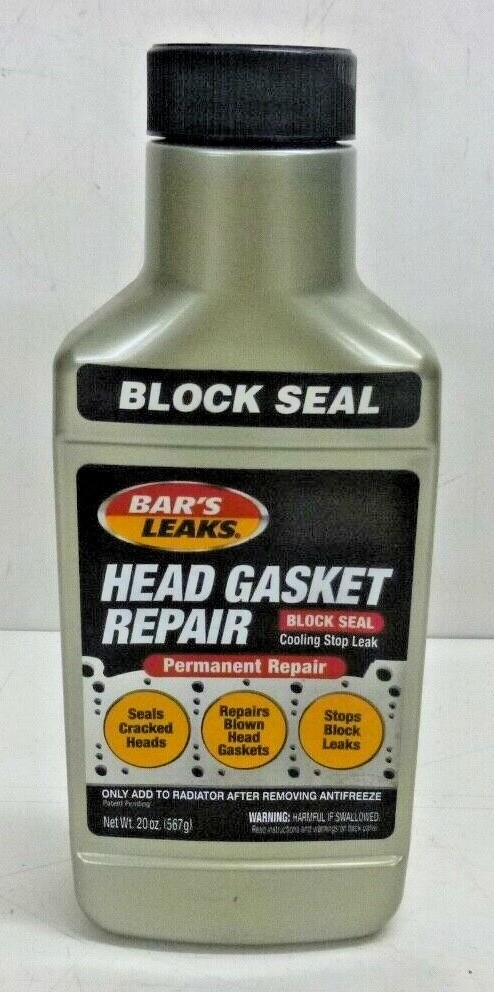 BLOCK SEAL
BAR'S
LEAKS®
HEAD GASKET
REPAIR
BLOCK SEAL
Cooling Stop Leak
Permanent Repair
Seals
Cracked
Heads
Repairs
Blown
Head
Gaskets
Stops
Block
Leaks
ONLY ADD TO RADIATOR AFTER REMOVING ANTIFREEZE
Patent Pending
Net Wt. 20 oz. (567g)
WARNING: HARMFUL IF SWALLOWED.
Read instructions and warnings on back panel